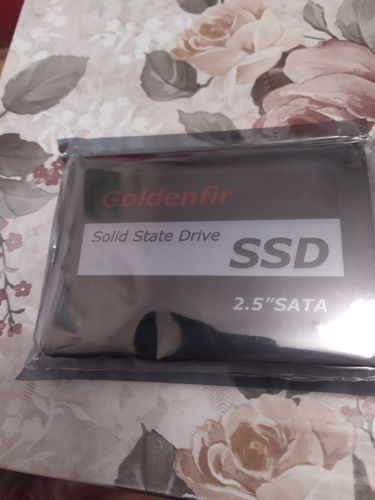 Goldenfir
Solid State Drive
SSD
2.5"SATA